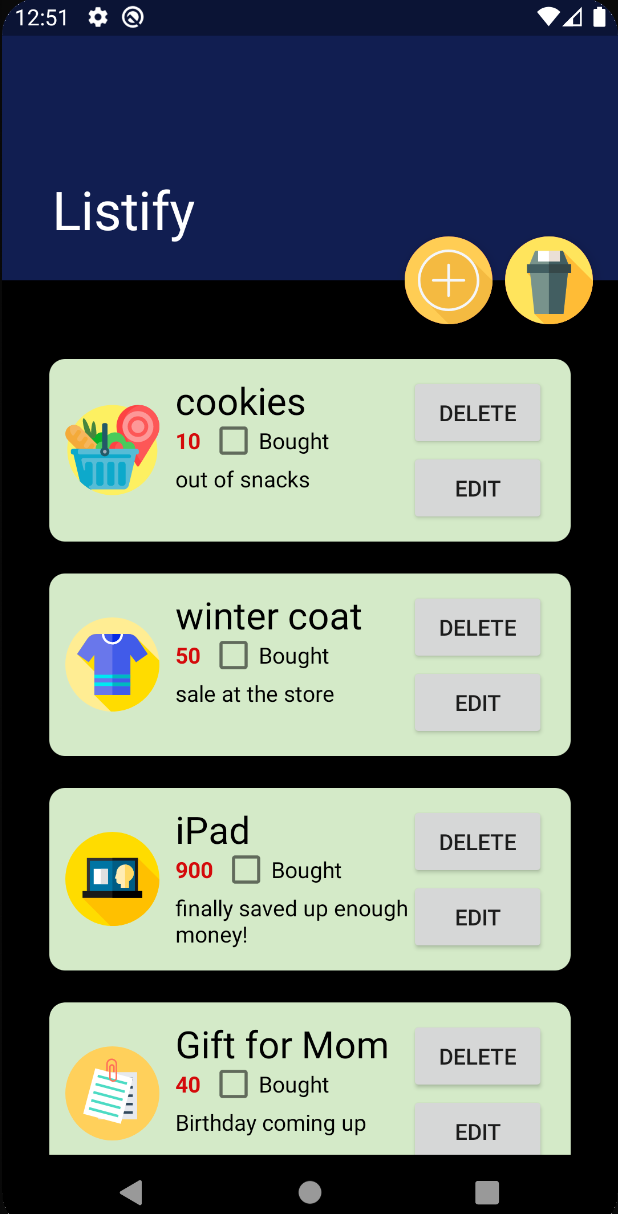 12:51
Listify
cookies
DELETE
10 Bought
out of snacks
EDIT
winter coat
DELETE
50 Bought
sale at the store
EDIT
iPad
DELETE
900 Bought
finally saved up enough
money!
EDIT
Gift for Mom
DELETE
40 Bought
Birthday coming up
EDIT